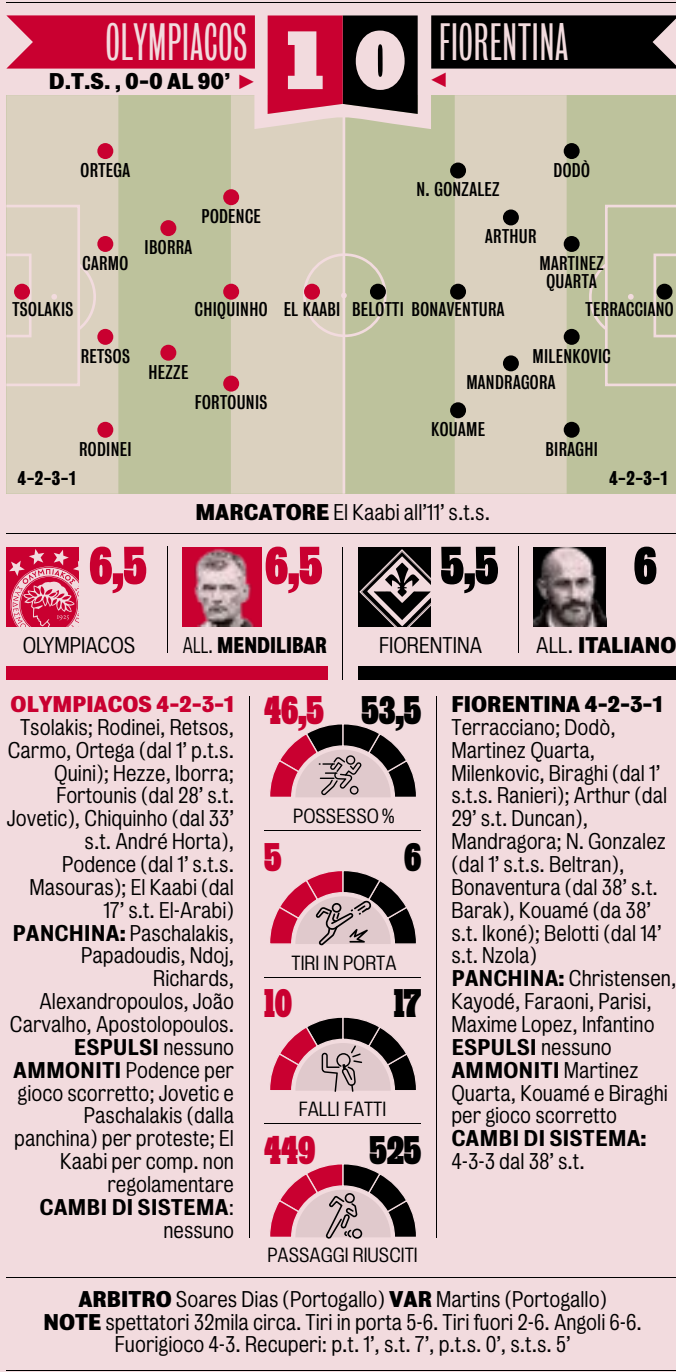 OLYMPIACOS
1
0
FIORENTINA
D.T.S. , 0-0 AL 90'
ORTEGA
CARMO
TSOLAKIS
RETSOS
RODINEI
IBORRA
HEZZE
PODENCE
CHIQUINHO
FORTOUNIS
EL KAABI
BELOTTI
N. GONZALEZ
BONAVENTURA
KOUAME
ARTHUR
MANDRAGORA
DODÒ
MARTINEZ
QUARTA
MILENKOVIC
BIRAGHI
TERRACCIANO
4-2-3-1
4-2-3-1
MARCATORE El Kaabi all'11' s.t.s.
6,5
OLYMPIACOS
6,5
ALL. MENDILIBAR
5,5
FIORENTINA
6
ALL. ITALIANO
OLYMPIACOS 4-2-3-1
Tsolakis; Rodinei, Retsos,
Carmo, Ortega (dal 1' p.t.s.
Quini); Hezze, Iborra;
Fortounis (dal 28' s.t.
Jovetic), Chiquinho (dal 33'
s.t. André Horta),
Podence (dal 1' s.t.s.
Masouras); El Kaabi (dal
17' s.t. El-Arabi)
PANCHINA: Paschalakis,
Papadoudis, Ndoj,
Richards,
Alexandropoulos, João
Carvalho, Apostolopoulos.
ESPULSI nessuno
AMMONITI Podence per
gioco scorretto; Jovetic e
Paschalakis (dalla
panchina) per proteste; El
Kaabi per comp. non
regolamentare
CAMBI DI SISTEMA:
nessuno
46,5 53,5
POSSESSO %
5 6
TIRI IN PORTA
10 17
FALLI FATTI
449 525
PASSAGGI RIUSCITI
FIORENTINA 4-2-3-1
Terracciano; Dodò,
Martinez Quarta,
Milenkovic, Biraghi (dal 1'
s.t.s. Ranieri); Arthur (dal
29' s.t. Duncan),
Mandragora; N. Gonzalez
(dal 1' s.t.s. Beltran),
Bonaventura (dal 38' s.t.
Barak), Kouamé (da 38'
s.t. Ikoné); Belotti (dal 14'
s.t. Nzola)
PANCHINA: Christensen,
Kayodé, Faraoni, Parisi,
Maxime Lopez, Infantino
ESPULSI nessuno
AMMONITI Martinez
Quarta, Kouamé e Biraghi
per gioco scorretto
CAMBI DI SISTEMA:
4-3-3 dal 38' s.t.
ARBITRO Soares Dias (Portogallo) VAR Martins (Portogallo)
NOTE spettatori 32mila circa. Tiri in porta 5-6. Tiri fuori 2-6. Angoli 6-6.
Fuorigioco 4-3. Recuperi: p.t. 1', s.t. 7', p.t.s. 0', s.t.s. 5'